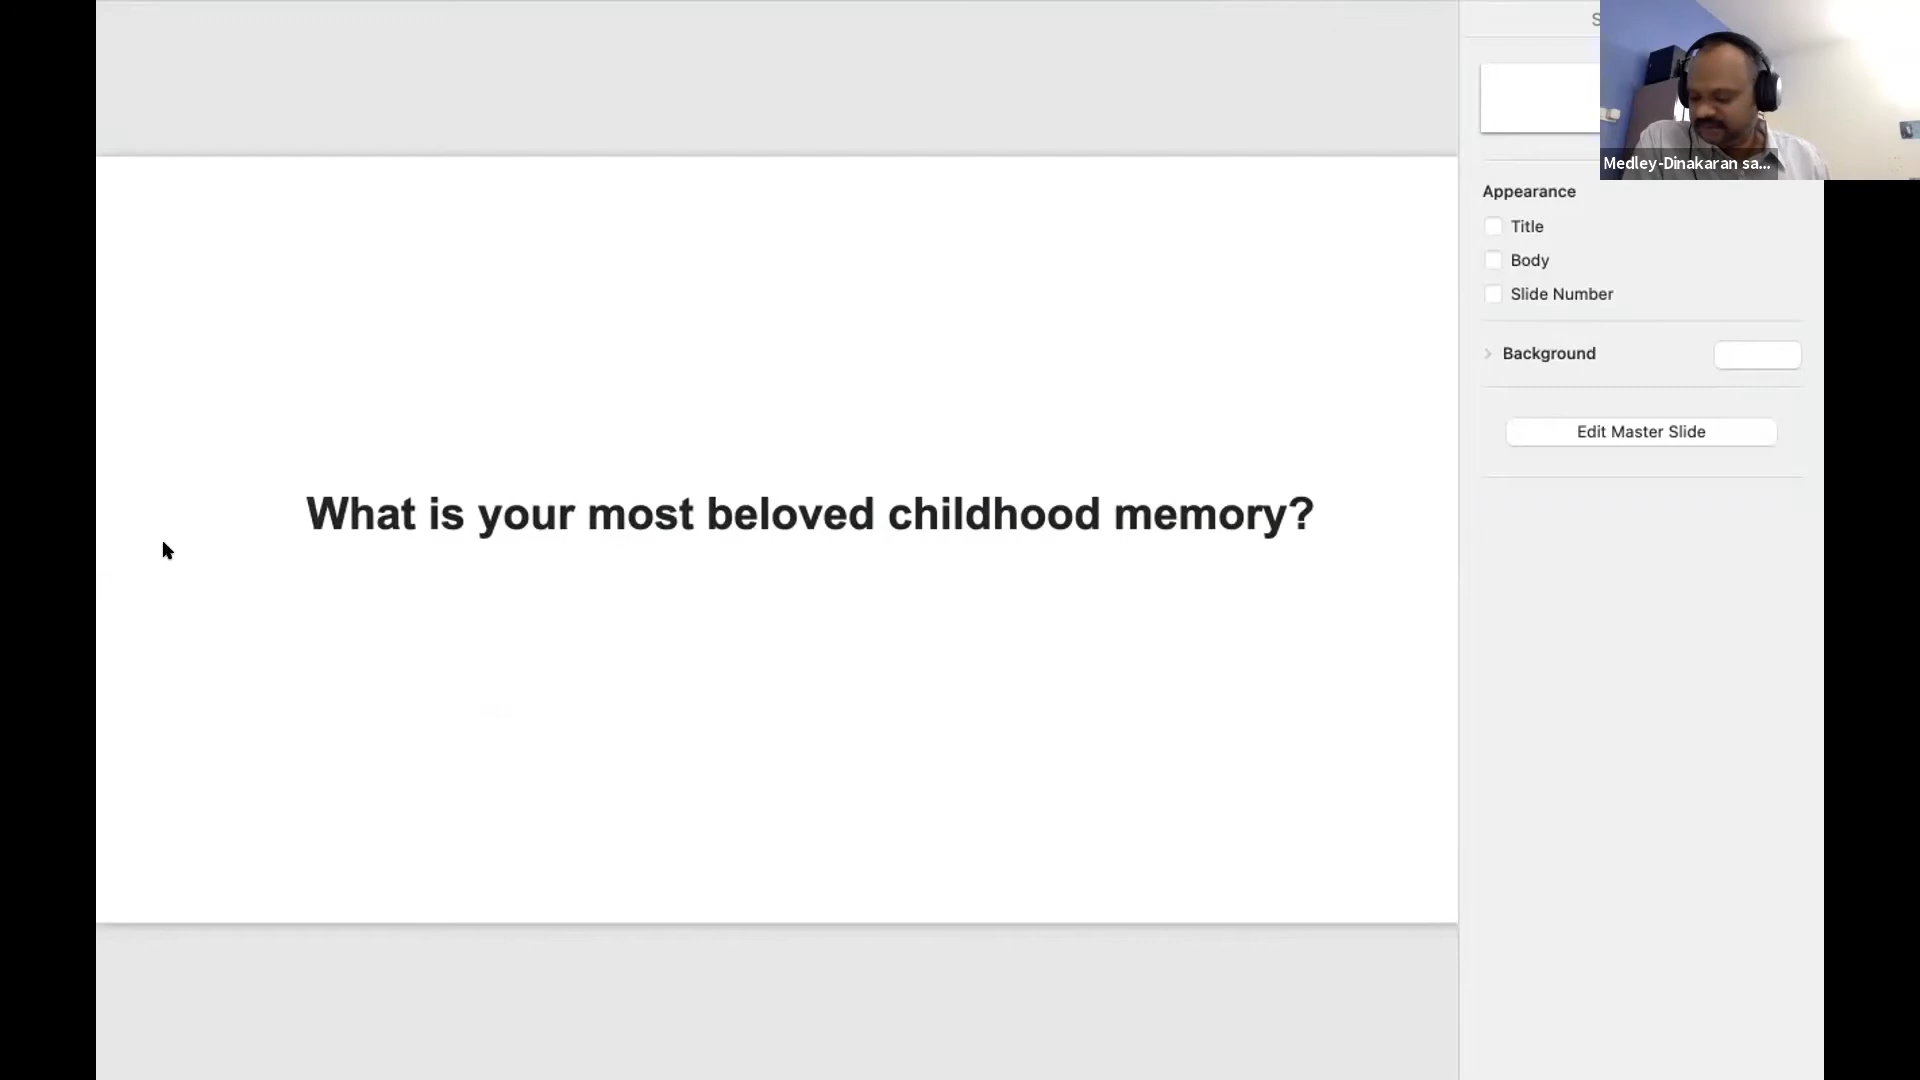 Medley-Dinakaran sa...
Appearance
Title
Body
Slide Number
Background
Edit Master Slide
What is your most beloved childhood memory?